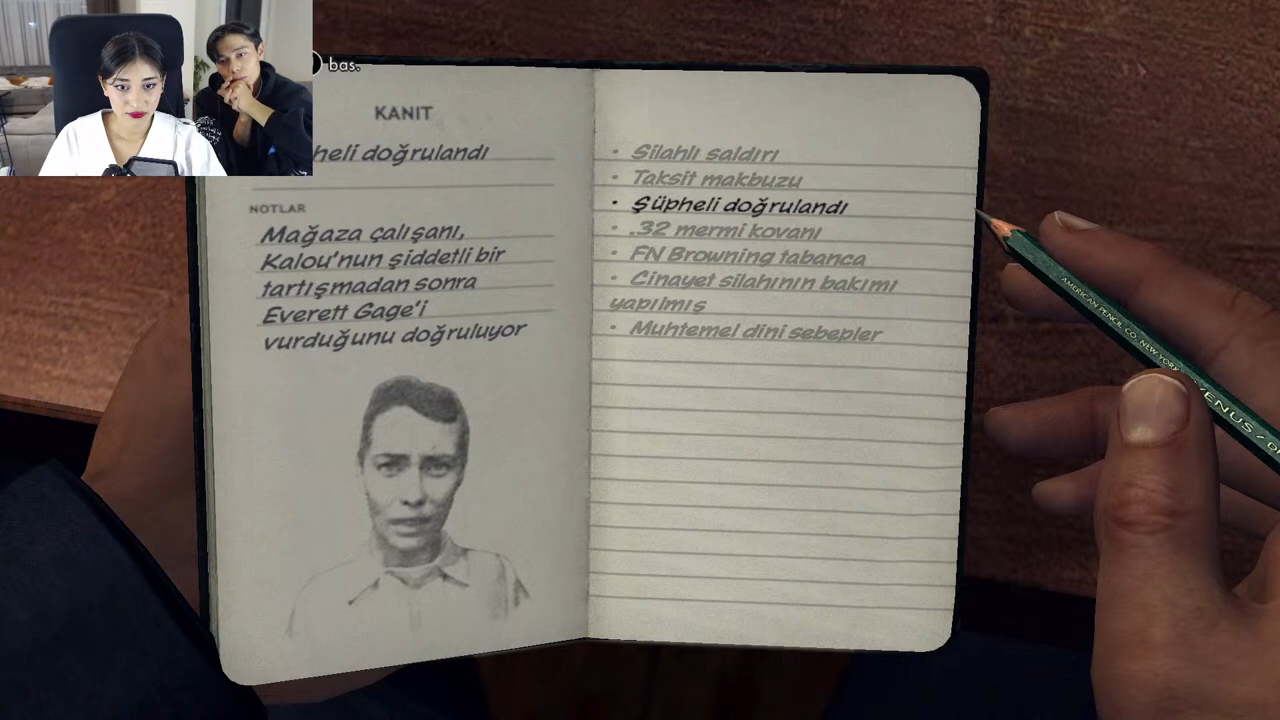 bas.
KANIT
heli doğrulandı
NOTLAR
Mağaza çalışanı,
Kalou'nun şiddetli bir
tartışmadan sonra
Everett Gage'i
vurduğunu doğruluyor
• Silahlı saldırı
• Taksit makbuzu
• Şüpheli doğrulandı
• .32 mermi kovanı
• FN Browning tabanca
• Cinayet silahının bakımı
yapılmış
• Muhtemel dini sebepler
AMERICAN PENCIL CO. NEW YORK
VENUS